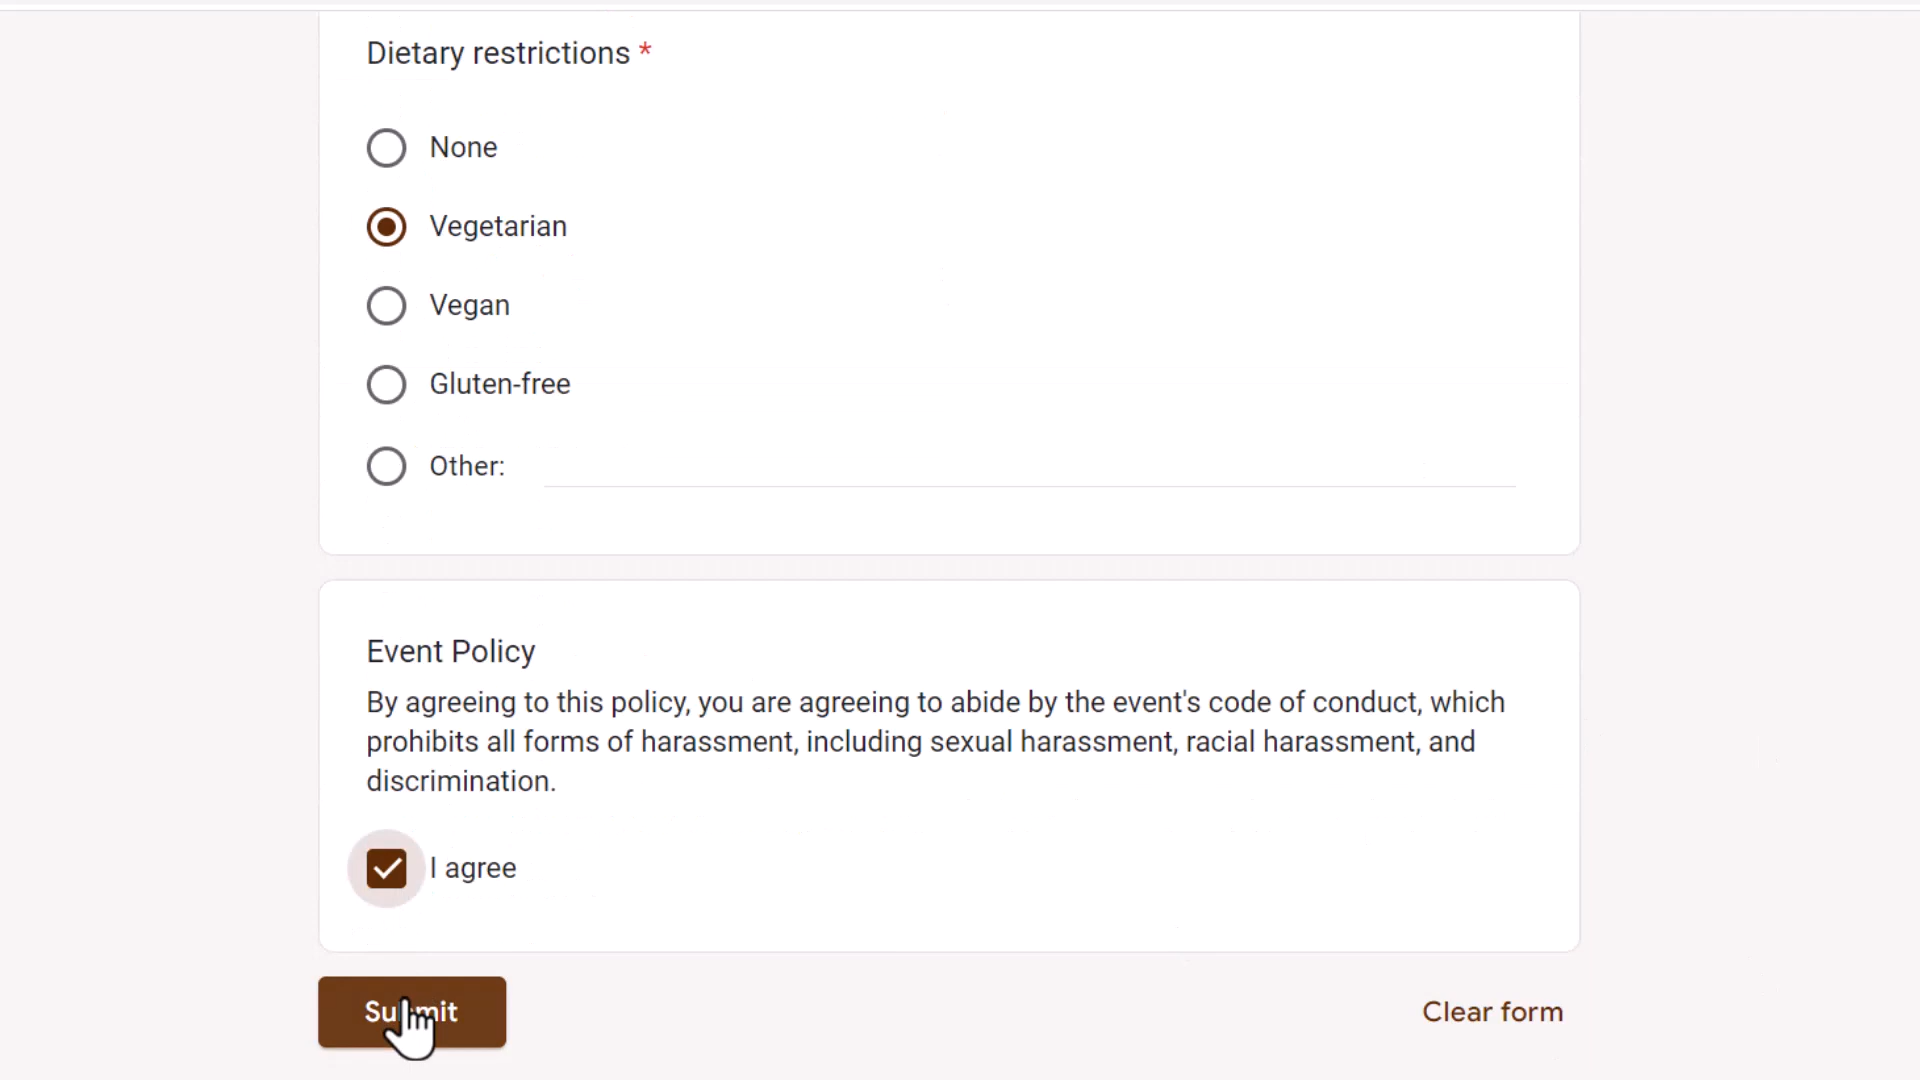 Dietary restrictions *
None
Vegetarian
Vegan
Gluten-free
Other:
Event Policy
By agreeing to this policy, you are agreeing to abide by the event's code of conduct, which
prohibits all forms of harassment, including sexual harassment, racial harassment, and
discrimination.
I agree
Submit
Clear form